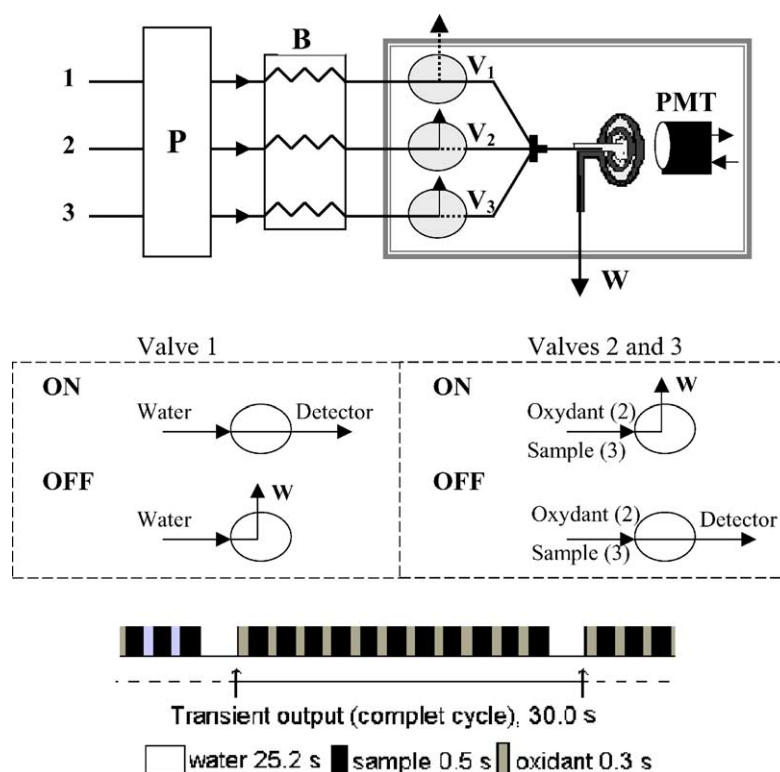 B
1 P V1 PMT
2 V2
3 V3
W
Valve 1 Valves 2 and 3
ON ON
W
Water Detector Oxydant (2)
Sample (3)
OFF OFF
W
Water Oxydant (2) Detector
Sample (3)
Transient output (complet cycle), 30.0 s
water 25.2 s sample 0.5 s oxidant 0.3 s